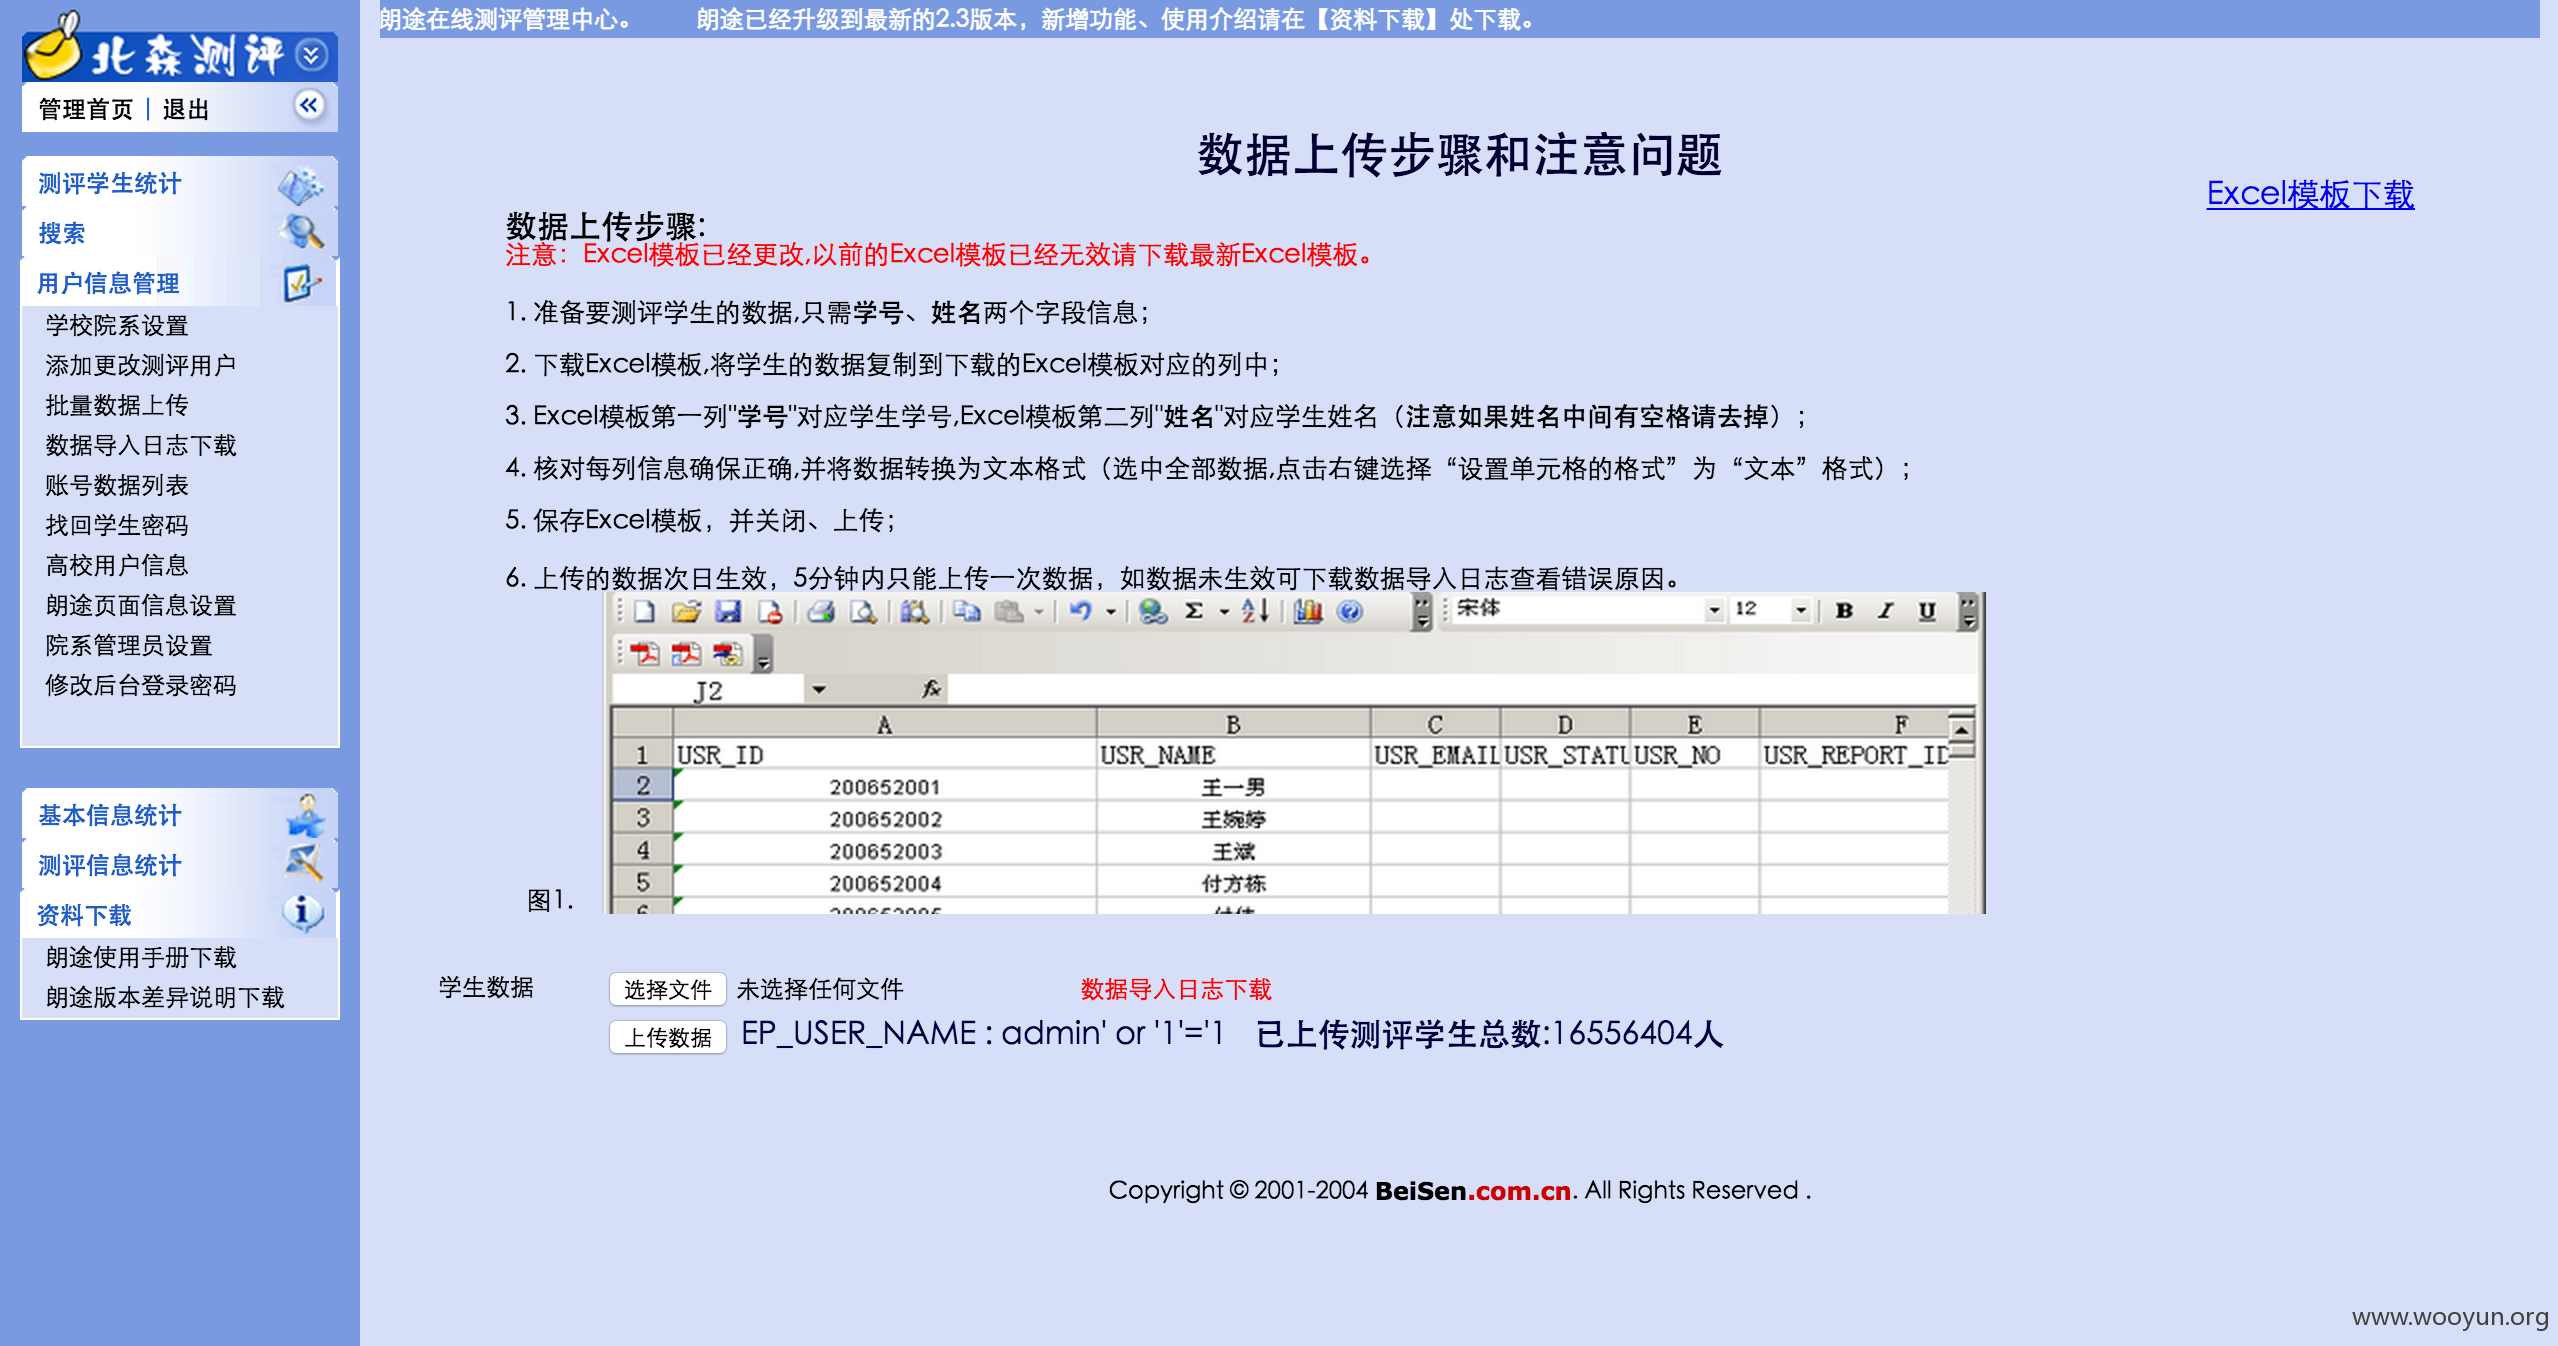 朗途在线测评管理中心。 朗途已经升级到最新的2.3版本，新增功能、使用介绍请在【资料下载】处下载。
北森测评
管理首页 | 退出
测评学生统计
搜索
用户信息管理
学校院系设置
添加更改测评用户
批量数据上传
数据导入日志下载
账号数据列表
找回学生密码
高校用户信息
朗途页面信息设置
院系管理员设置
修改后台登录密码
基本信息统计
测评信息统计
资料下载
朗途使用手册下载
朗途版本差异说明下载
数据上传步骤和注意问题
Excel模板下载
数据上传步骤:
注意：Excel模板已经更改,以前的Excel模板已经无效请下载最新Excel模板。
1. 准备要测评学生的数据,只需学号、姓名两个字段信息；
2. 下载Excel模板,将学生的数据复制到下载的Excel模板对应的列中；
3. Excel模板第一列"学号"对应学生学号,Excel模板第二列"姓名"对应学生姓名（注意如果姓名中间有空格请去掉）；
4. 核对每列信息确保正确,并将数据转换为文本格式（选中全部数据,点击右键选择“设置单元格的格式”为“文本”格式）；
5. 保存Excel模板，并关闭、上传；
6. 上传的数据次日生效，5分钟内只能上传一次数据，如数据未生效可下载数据导入日志查看错误原因。
宋体 12 B I U
J2 fx
A B C D E F
1 USR_ID USR_NAME USR_EMAIL USR_STATU USR_NO USR_REPORT_ID
2 200652001 王一男
3 200652002 王婉婷
4 200652003 王斌
5 200652004 付方栋
图1.
学生数据 选择文件 未选择任何文件 数据导入日志下载
上传数据 EP_USER_NAME : admin' or '1'='1 已上传测评学生总数:16556404人
Copyright © 2001-2004 BeiSen.com.cn. All Rights Reserved .
www.wooyun.org